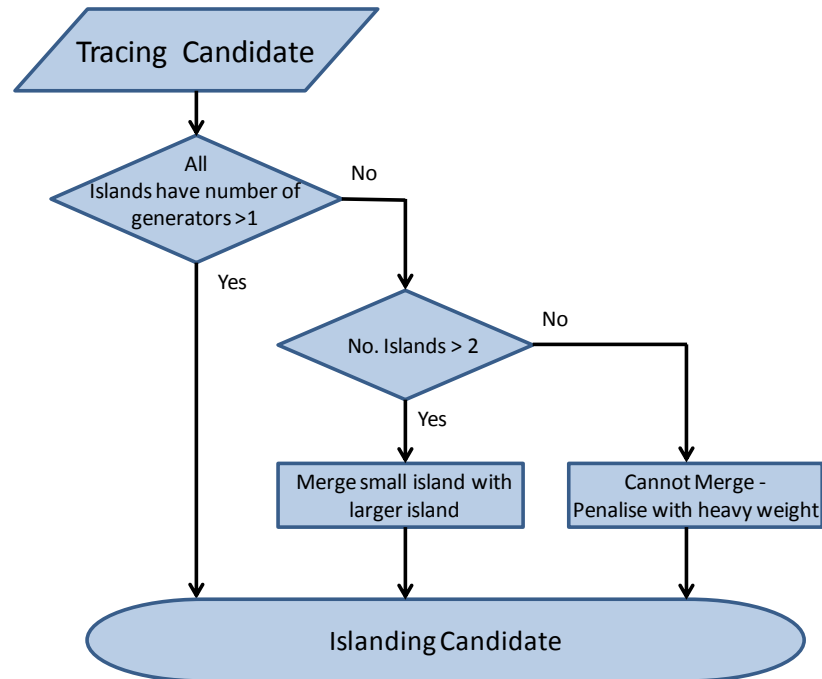 Tracing Candidate
All
Islands have number of
generators >1
No
Yes
No. Islands > 2
No
Yes
Merge small island with
larger island
Cannot Merge -
Penalise with heavy weight
Islanding Candidate